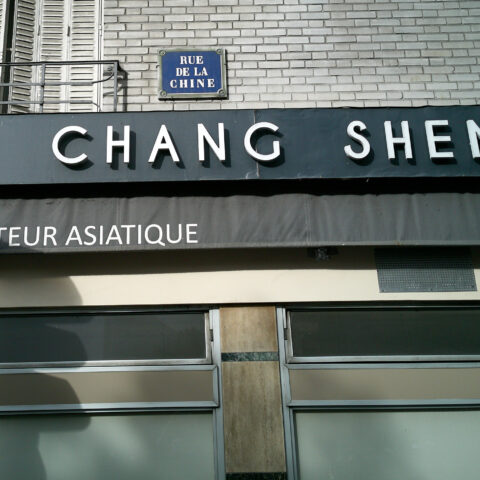 RUE
DE LA
CHINE
CHANG SHEN
TEUR ASIATIQUE